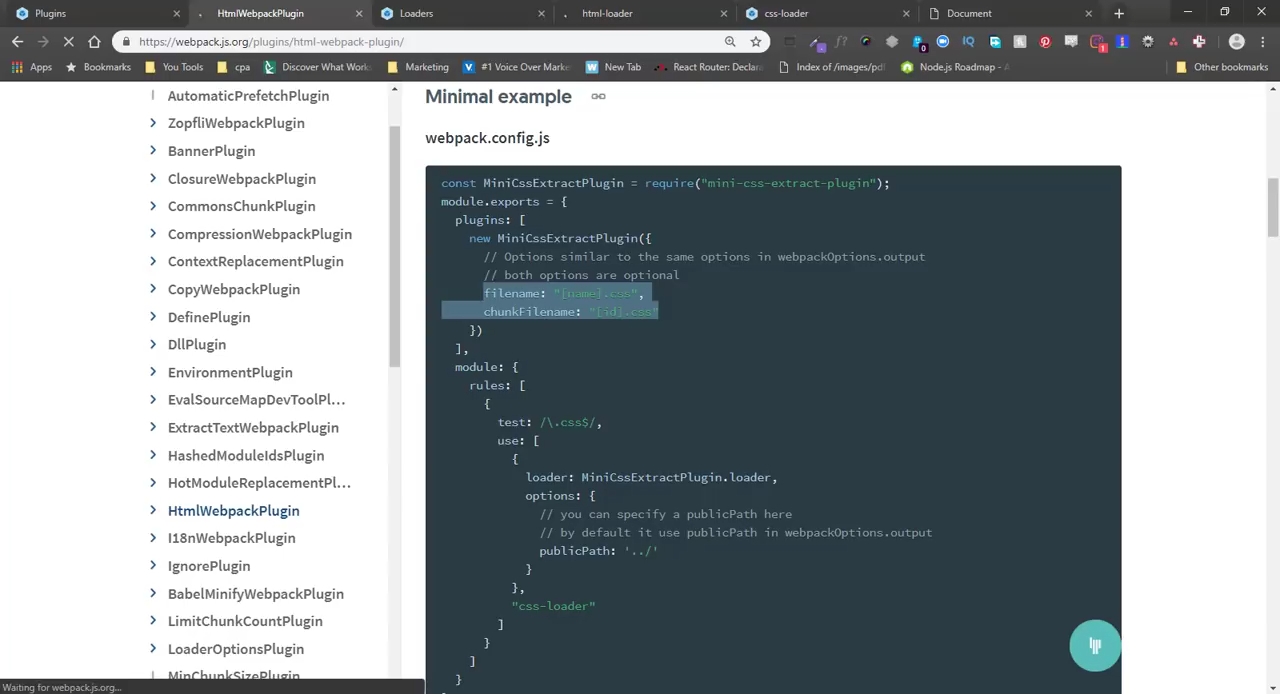 Plugins
HtmlWebpackPlugin
Loaders
html-loader
css-loader
Document
https://webpack.js.org/plugins/html-webpack-plugin/
Apps
Bookmarks
You Tools
cpa
Discover What Work
Marketing
#1 Voice Over Marke
New Tab
React Router: Declara
Index of /images/pdf
Node.js Roadmap - A
Other bookmarks
AutomaticPrefetchPlugin
ZopfliWebpackPlugin
BannerPlugin
ClosureWebpackPlugin
CommonsChunkPlugin
CompressionWebpackPlugin
ContextReplacementPlugin
CopyWebpackPlugin
DefinePlugin
DllPlugin
EnvironmentPlugin
EvalSourceMapDevToolPl...
ExtractTextWebpackPlugin
HashedModuleIdsPlugin
HotModuleReplacementPl...
HtmlWebpackPlugin
I18nWebpackPlugin
IgnorePlugin
BabelMinifyWebpackPlugin
LimitChunkCountPlugin
LoaderOptionsPlugin
MinChunkSizePlugin
Waiting for webpack.js.org...
Minimal example
webpack.config.js
const MiniCssExtractPlugin = require("mini-css-extract-plugin");
module.exports = {
plugins: [
new MiniCssExtractPlugin({
// Options similar to the same options in webpackOptions.output
// both options are optional
filename: "[name].css",
chunkFilename: "[id].css"
})
],
module: {
rules: [
{
test: /\.css$/,
use: [
{
loader: MiniCssExtractPlugin.loader,
options: {
// you can specify a publicPath here
// by default it use publicPath in webpackOptions.output
publicPath: '../'
}
},
"css-loader"
]
}
]
}